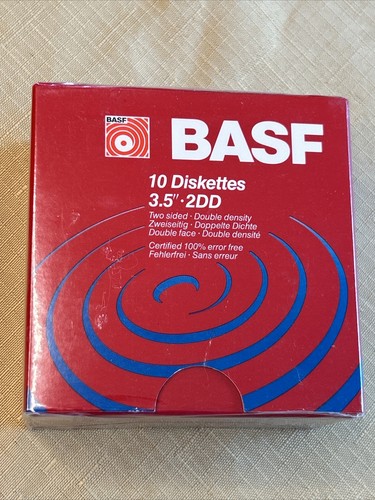 BASF
BASF
10 Diskettes
3.5" · 2DD
Two sided · Double density
Zweiseitig · Doppelte Dichte
Double face · Double densité
Certified 100% error free
Fehlerfrei · Sans erreur
BASF